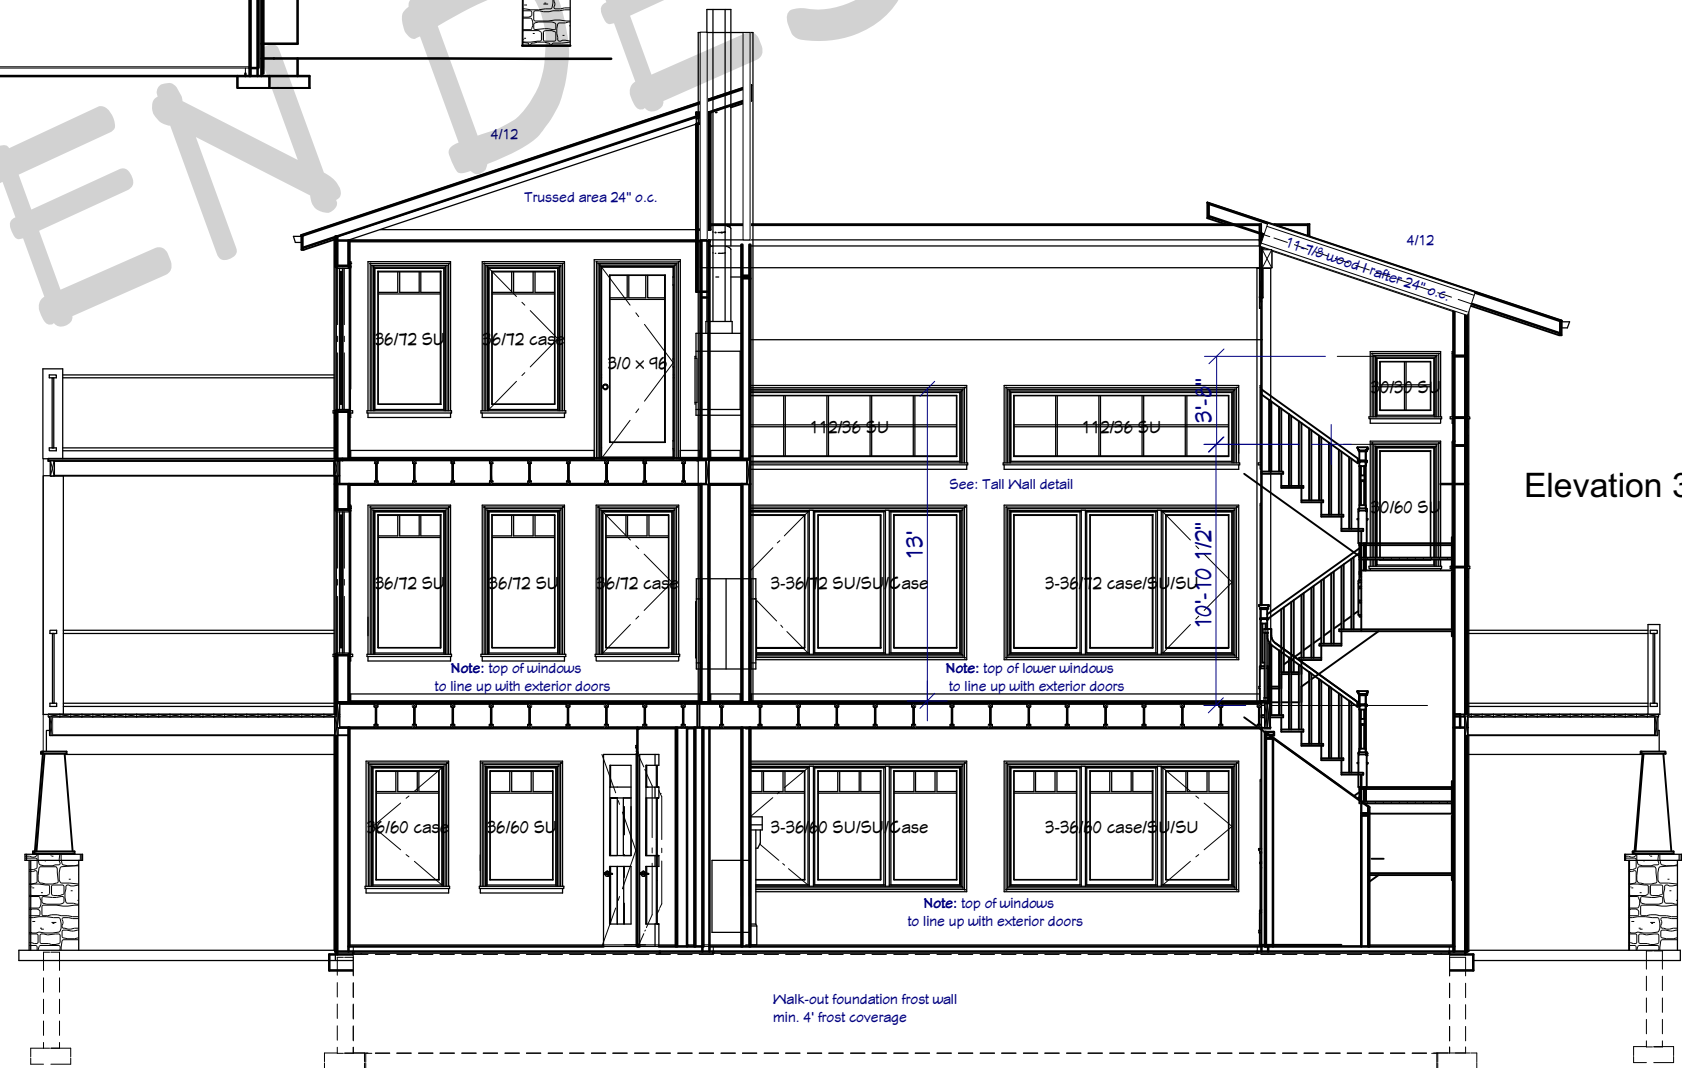 EN DES
4/12
Trussed area 24" o.c.
4/12
11-7/8 wood I-rafter 24" o.c.
36/72 SU
36/72 case
3/0 x 96
30/30 SU
3'-8"
112/36 SU
112/36 SU
See: Tall Wall detail
Elevation 3
30/60 SU
13'
10'-10 1/2"
36/72 SU
36/72 SU
36/72 case
3-36/72 SU/SU/Case
3-36/72 case/SU/SU
Note: top of windows
to line up with exterior doors
Note: top of lower windows
to line up with exterior doors
36/60 case
36/60 SU
3-36/60 SU/SU/Case
3-36/60 case/SU/SU
Note: top of windows
to line up with exterior doors
Walk-out foundation frost wall
min. 4' frost coverage